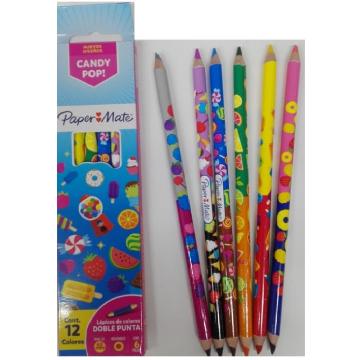 NUEVOS DISEÑOS
CANDY
POP!
Paper Mate
Cont.
12
Colores
Lápices de colores
DOBLE PUNTA
Paper Mate